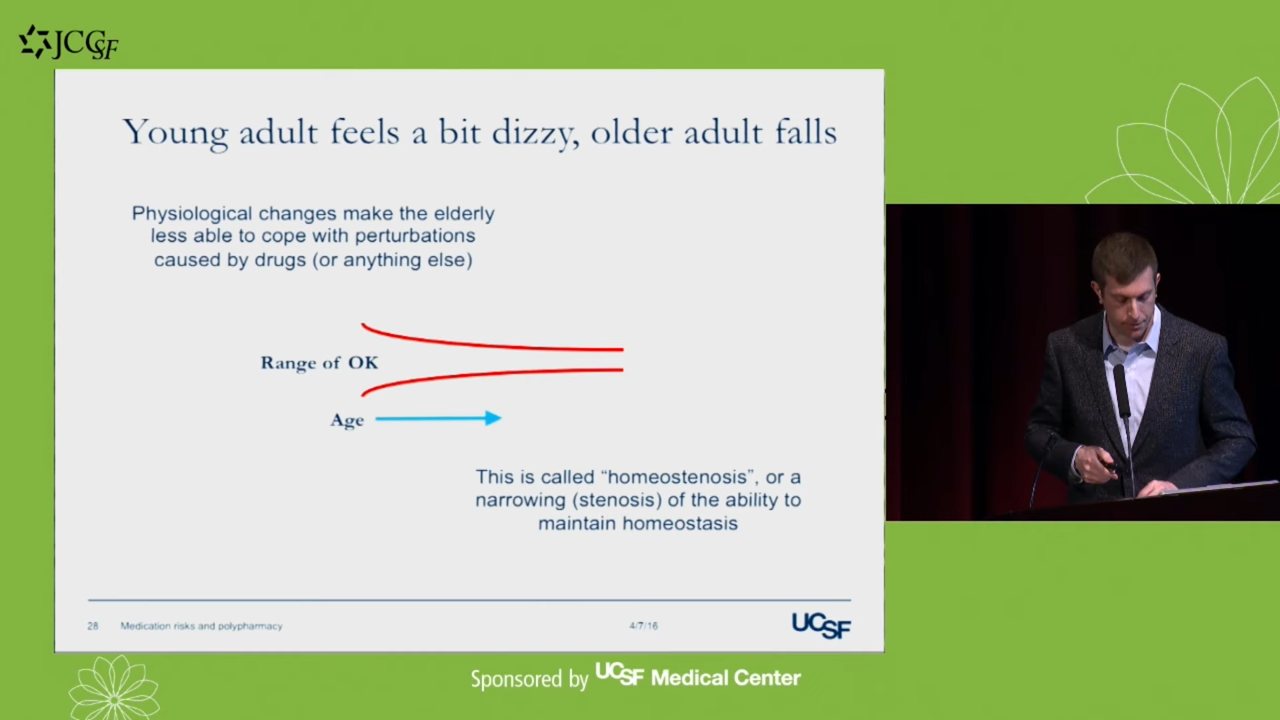 JCCSF
Young adult feels a bit dizzy, older adult falls
Physiological changes make the elderly
less able to cope with perturbations
caused by drugs (or anything else)
Range of OK
Age
This is called “homeostenosis”, or a
narrowing (stenosis) of the ability to
maintain homeostasis
28 Medication risks and polypharmacy 4/7/16 UCSF
Sponsored by UCSF Medical Center